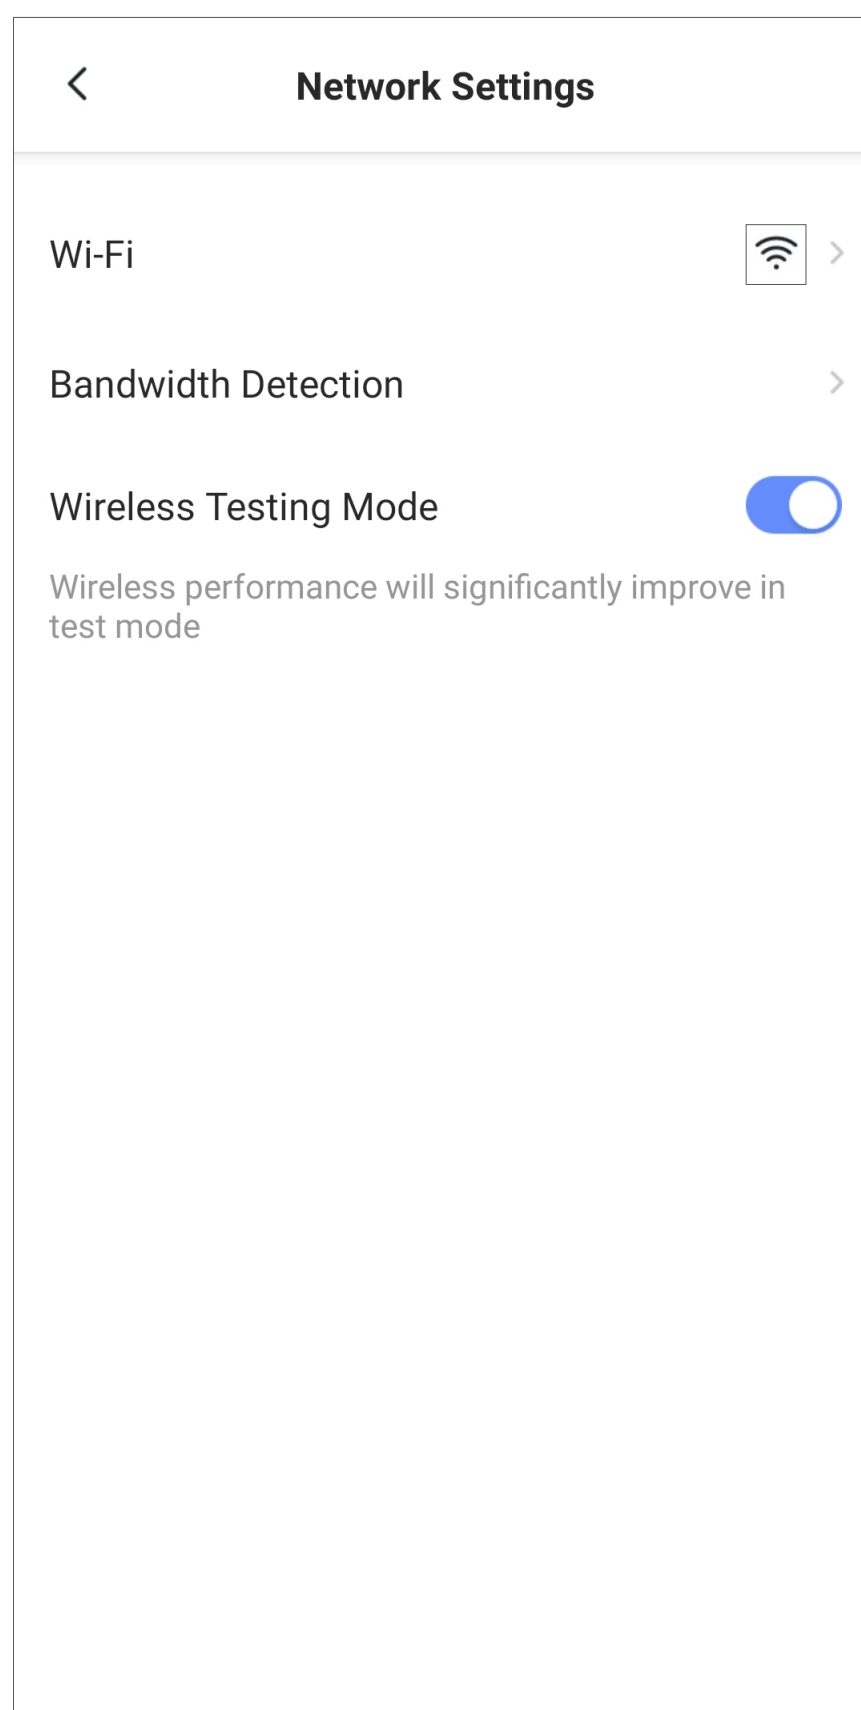 Network Settings
Wi-Fi
Bandwidth Detection
Wireless Testing Mode
Wireless performance will significantly improve in
test mode